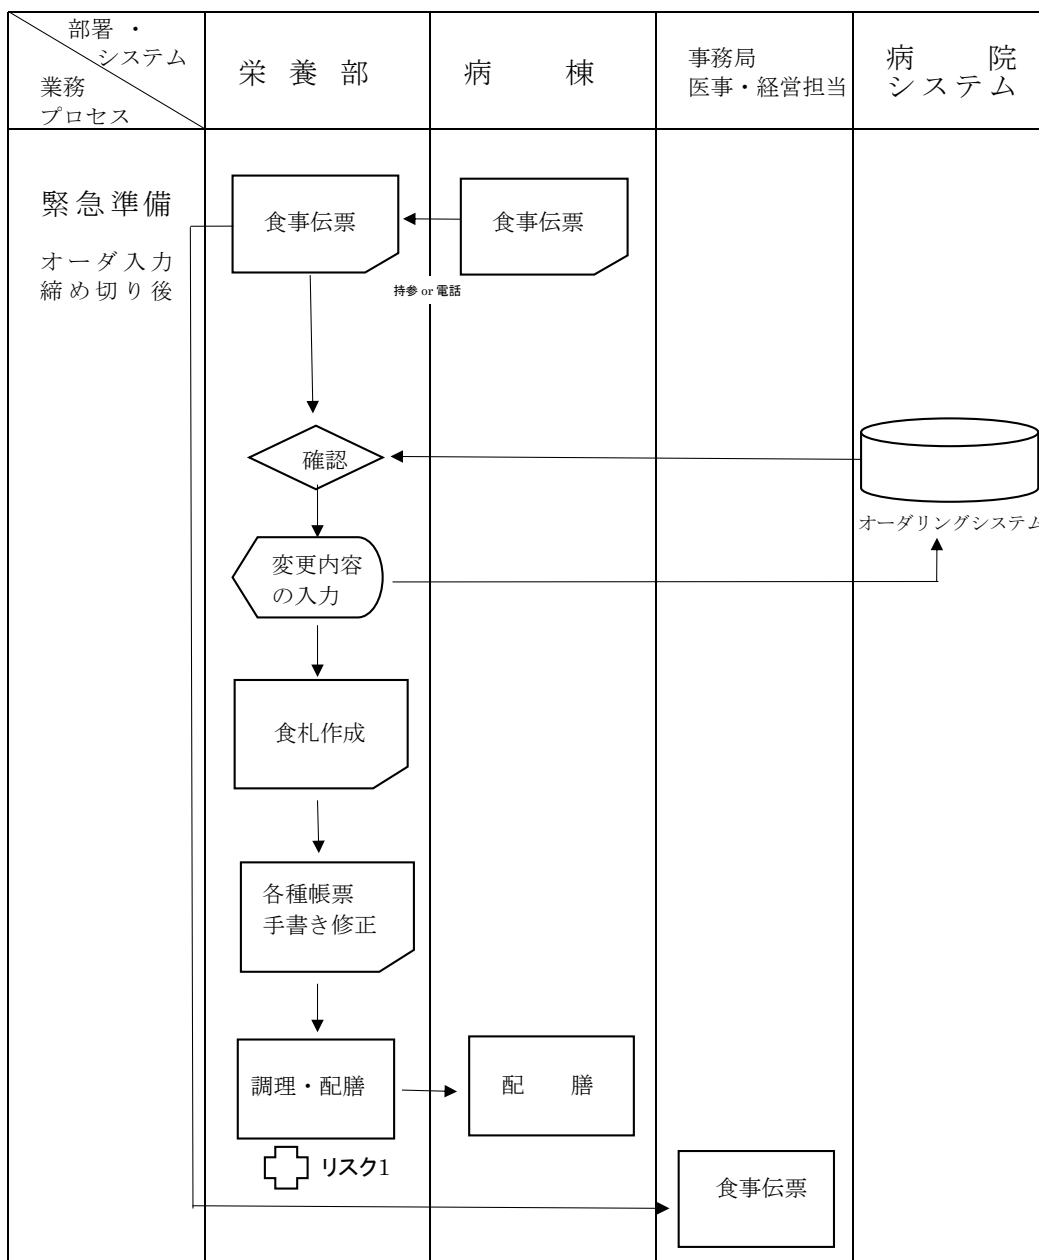 部署 ・
システム
業務
プロセス
栄 養 部
病 棟
事務局
医事・経営担当
病 院
システム
緊急準備
オーダ入力
締め切り後
食事伝票
食事伝票
持参 or 電話
確認
オーダリングシステム
変更内容
の入力
食札作成
各種帳票
手書き修正
調理・配膳
配 膳
リスク1
食事伝票